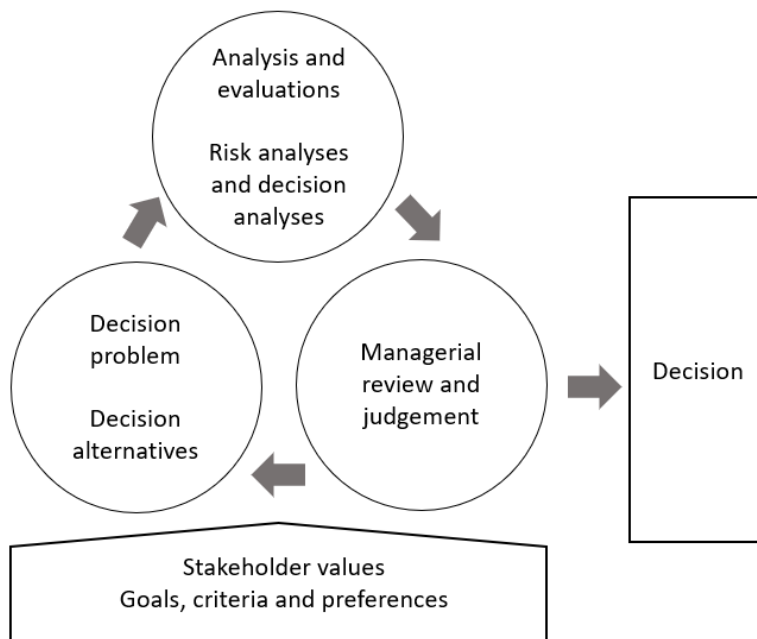 Analysis and
evaluations
Risk analyses
and decision
analyses
Decision
problem
Decision
alternatives
Managerial
review and
judgement
Decision
Stakeholder values
Goals, criteria and preferences